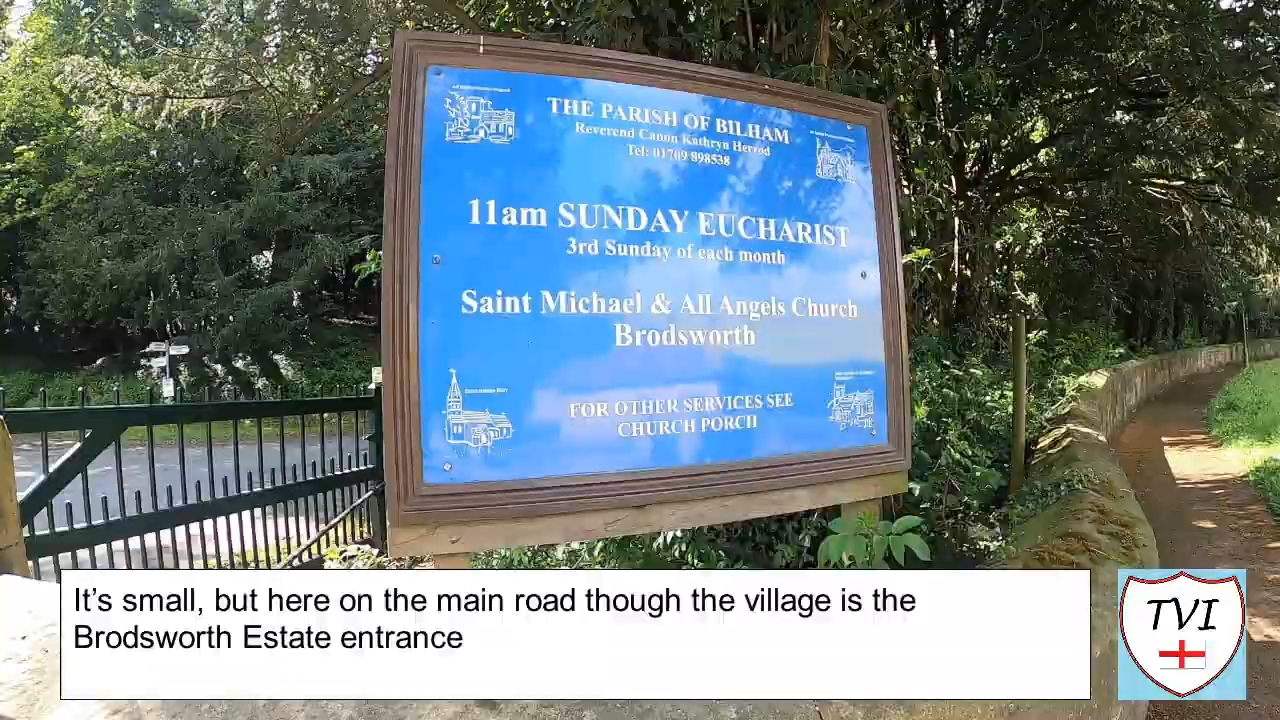 THE PARISH OF BILHAM
Reverend Canon Kathryn Herrod
Tel: 01709 898538
11am SUNDAY EUCHARIST
3rd Sunday of each month
Saint Michael & All Angels Church
Brodsworth
FOR OTHER SERVICES SEE
CHURCH PORCH
It’s small, but here on the main road though the village is the
Brodsworth Estate entrance
TVI